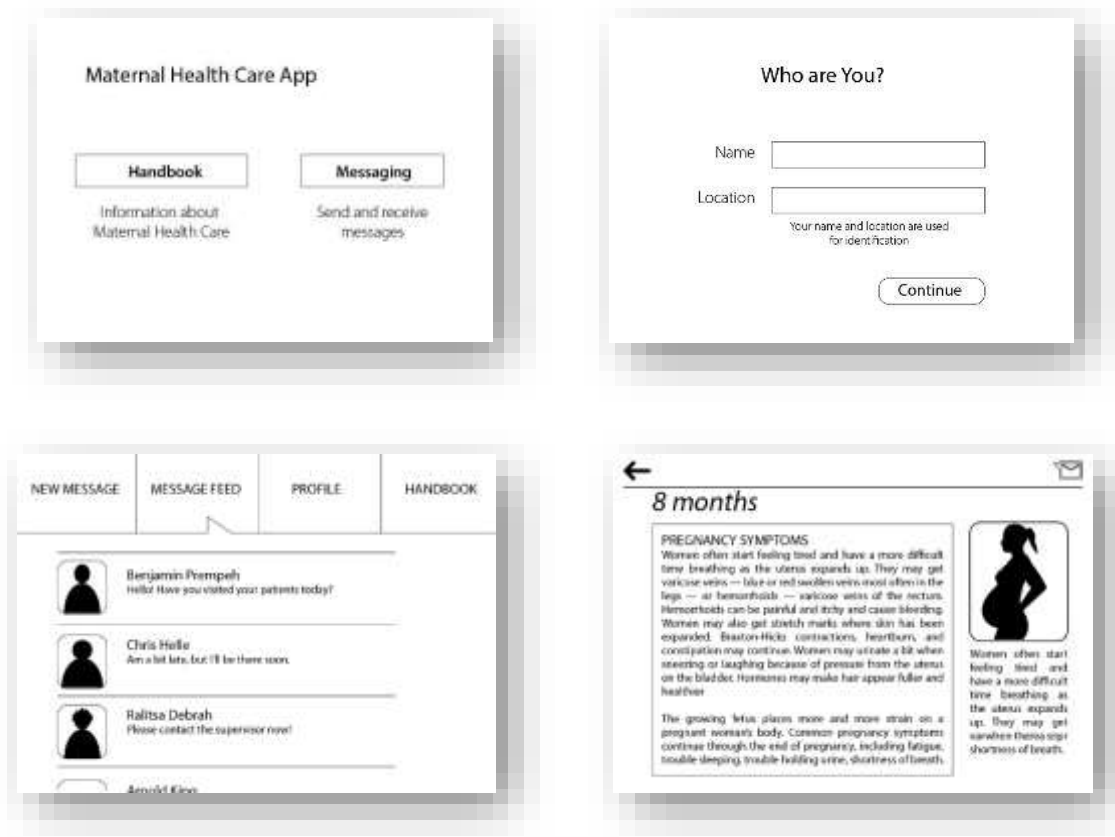 Maternal Health Care App
Handbook
Messaging
Information about
Maternal Health Care
Send and receive
messages
Who are You?
Name
Location
Your name and location are used
for identification
Continue
NEW MESSAGE
MESSAGE FEED
PROFILE
HANDBOOK
Benjamin Prempeh
Hello! Have you visited your patients today?
Chris Helle
Am a bit late, but I'll be there soon.
Ralitsa Debrah
Please contact the supervisor now!
Arnold King
8 months
PREGNANCY SYMPTOMS
Women often start feeling tired and have a more difficult
time breathing as the uterus expands up. They may get
varicose veins — blue or red swollen veins most often in the
legs — or hemorrhoids — varicose veins of the rectum.
Hemorrhoids can be painful and itchy and cause bleeding.
Women may also get stretch marks where skin has been
expanded. Braxton-Hicks contractions, heartburn, and
constipation may continue. Women may urinate a bit when
sneezing or laughing because of pressure from the uterus
on the bladder. Hormones may make hair appear fuller and
healthier
The growing fetus places more and more strain on a
pregnant woman's body. Common pregnancy symptoms
continue through the end of pregnancy, including fatigue,
trouble sleeping, trouble holding urine, shortness of breath,
Women often start
feeling tired and
have a more difficult
time breathing as
the uterus expands
up. They may get
shortness of breath.